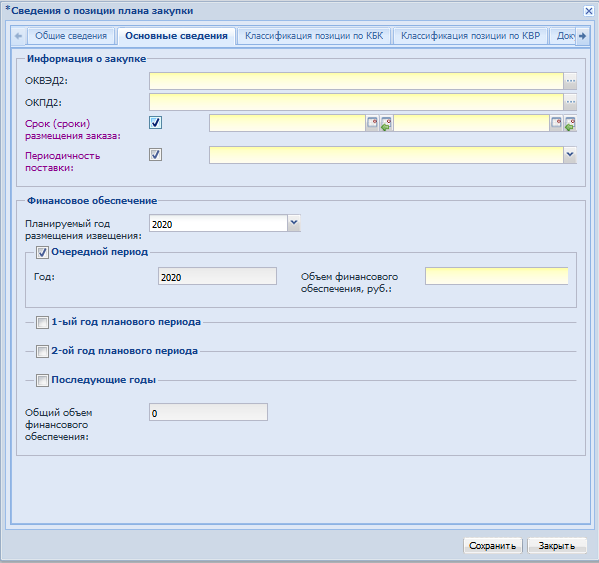 *Сведения о позиции плана закупки
Общие сведения
Основные сведения
Классификация позиции по КБК
Классификация позиции по КВР
Информация о закупке
ОКВЭД2:
ОКПД2:
Срок (сроки)
размещения заказа:
Периодичность
поставки:
Финансовое обеспечение
Планируемый год
размещения извещения:
2020
Очередной период
Год:
2020
Объем финансового
обеспечения, руб.:
1-ый год планового периода
2-ой год планового периода
Последующие годы
Общий объем
финансового
обеспечения:
0
Сохранить
Закрыть